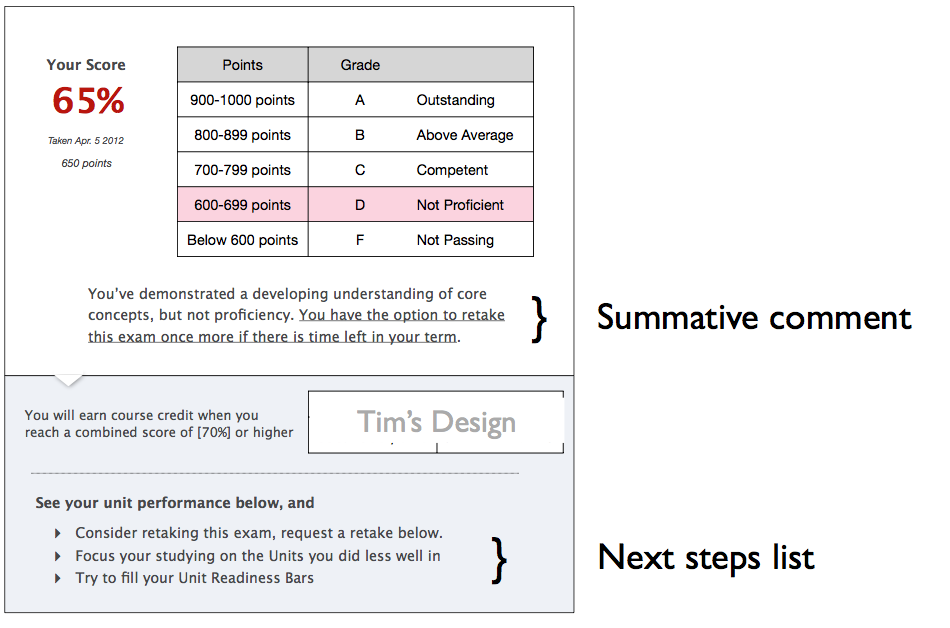 Your Score
65%
Taken Apr. 5 2012
650 points
Points Grade
900-1000 points A Outstanding
800-899 points B Above Average
700-799 points C Competent
600-699 points D Not Proficient
Below 600 points F Not Passing
You’ve demonstrated a developing understanding of core
concepts, but not proficiency. You have the option to retake
this exam once more if there is time left in your term.
} Summative comment
You will earn course credit when you
reach a combined score of [70%] or higher
Tim’s Design
See your unit performance below, and
Consider retaking this exam, request a retake below.
Focus your studying on the Units you did less well in
Try to fill your Unit Readiness Bars
} Next steps list